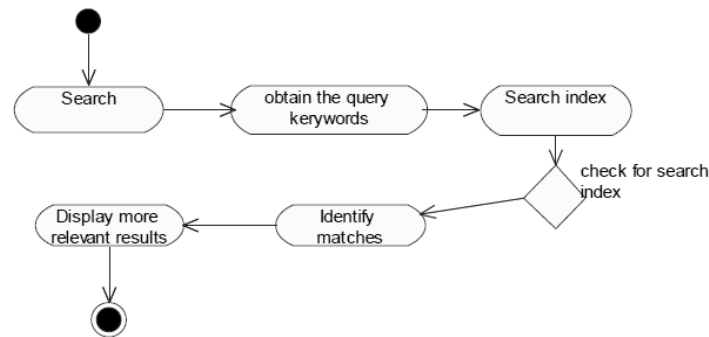 Search
obtain the query
kerywords
Search index
check for search
index
Identify
matches
Display more
relevant results